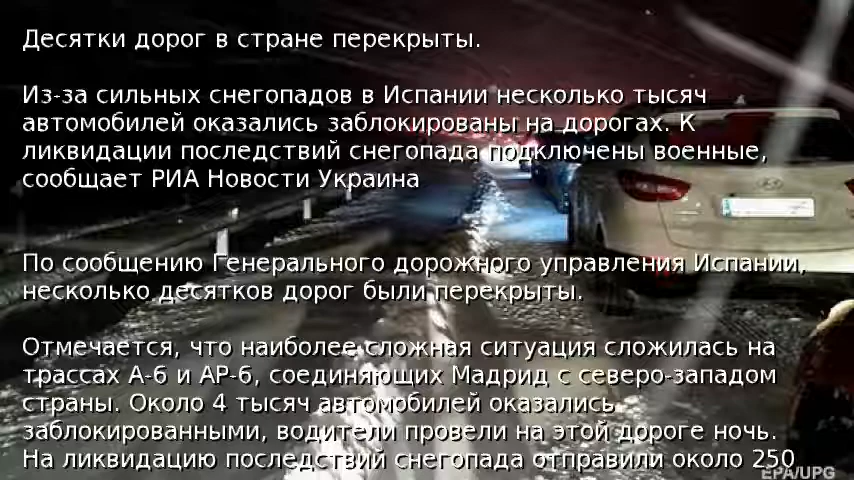 Десятки дорог в стране перекрыты.
Из-за сильных снегопадов в Испании несколько тысяч
автомобилей оказались заблокированы на дорогах. К
ликвидации последствий снегопада подключены военные,
сообщает РИА Новости Украина
По сообщению Генерального дорожного управления Испании,
несколько десятков дорог были перекрыты.
Отмечается, что наиболее сложная ситуация сложилась на
трассах А-6 и АР-6, соединяющих Мадрид с северо-западом
страны. Около 4 тысяч автомобилей оказались
заблокированными, водители провели на этой дороге ночь.
На ликвидацию последствий снегопада отправили около 250
EPA/UPG